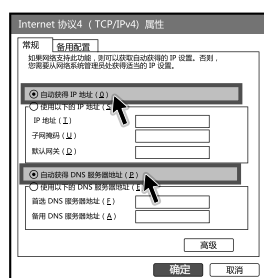 Internet 协议4 （TCP/IPv4) 属性
常规 备用配置
如果网络支持此功能，则可以获取自动获得的 IP 设置。否则，
您需要从网络系统管理员处获得适当的 IP 设置。
自动获得 IP 地址（O）
使用以下的 IP 地址（S
IP 地址（I）
子网掩码（U）
默认网关（D）
自动获得 DNS 服务器地址（B）
使用以下的 DNS 服务器地址（E
首选 DNS 服务器地址（E）
备用 DNS 服务器地址（A）
高级
确定 取消